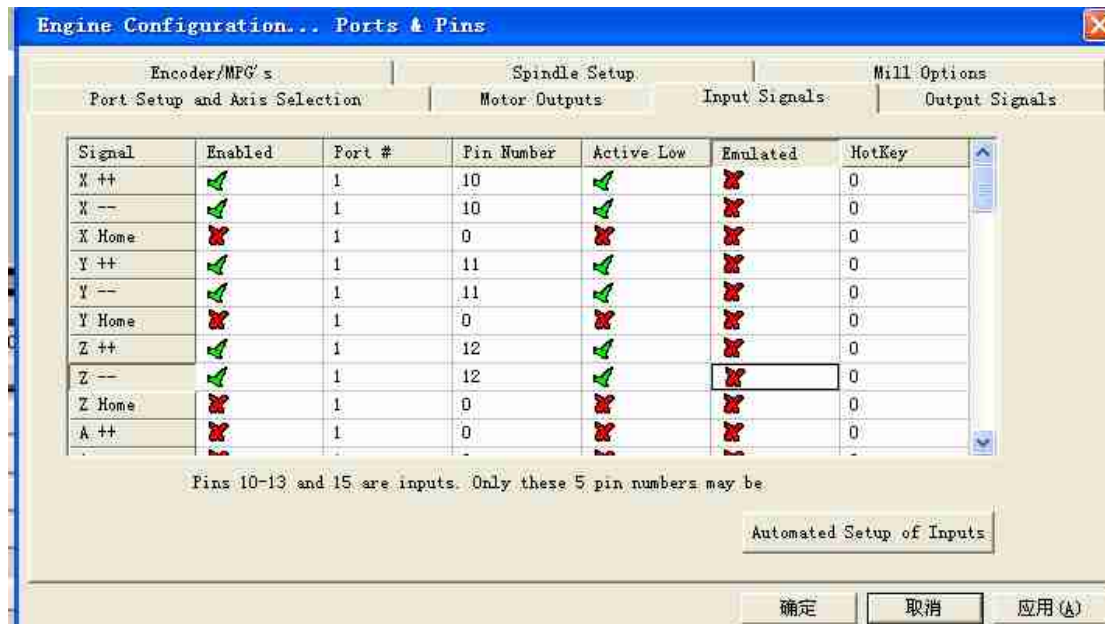 Engine Configuration... Ports & Pins
Encoder/MPG's Spindle Setup Mill Options
Port Setup and Axis Selection Motor Outputs Input Signals Output Signals
Signal Enabled Port # Pin Number Active Low Emulated HotKey
X ++ 1 10 0
X -- 1 10 0
X Home 1 0 0
Y ++ 1 11 0
Y -- 1 11 0
Y Home 1 0 0
Z ++ 1 12 0
Z -- 1 12 0
Z Home 1 0 0
A ++ 1 0 0
Pins 10-13 and 15 are inputs. Only these 5 pin numbers may be
Automated Setup of Inputs
确定 取消 应用(A)